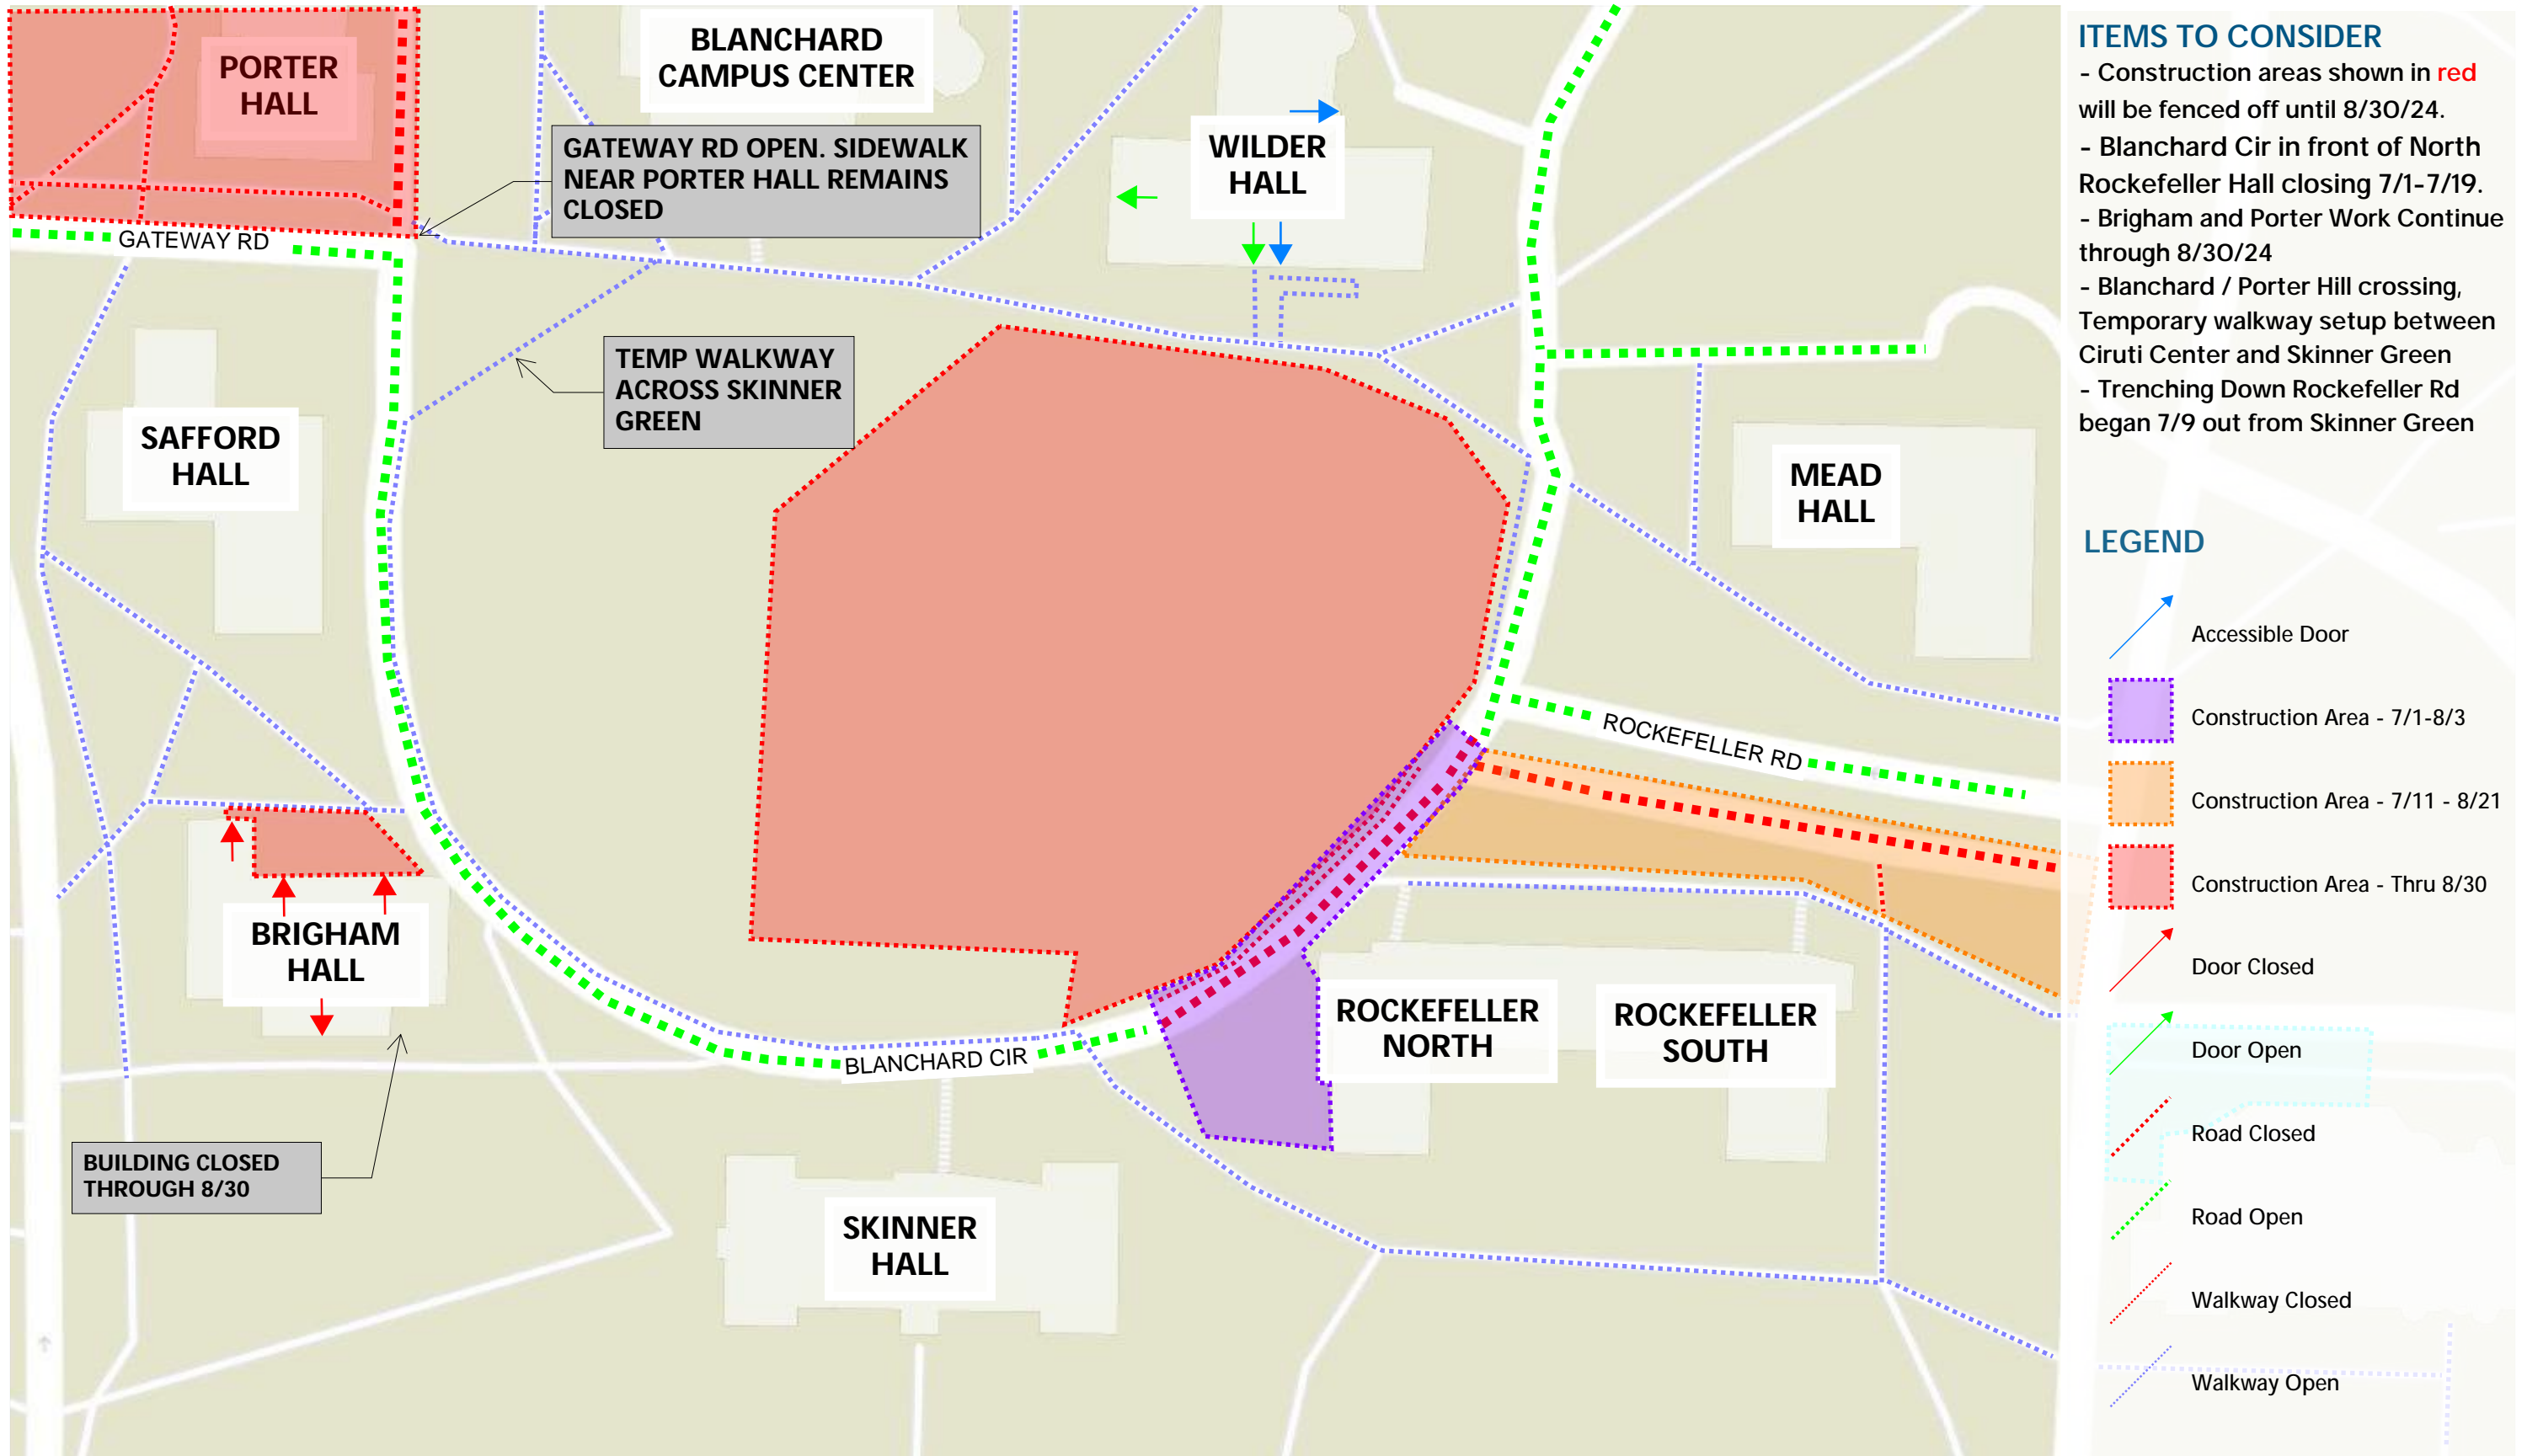 PORTER
HALL
BLANCHARD
CAMPUS CENTER
GATEWAY RD OPEN. SIDEWALK
NEAR PORTER HALL REMAINS
CLOSED
WILDER
HALL
GATEWAY RD
TEMP WALKWAY
ACROSS SKINNER
GREEN
SAFFORD
HALL
MEAD
HALL
ROCKEFELLER RD
BRIGHAM
HALL
ROCKEFELLER
NORTH
ROCKEFELLER
SOUTH
BLANCHARD CIR
BUILDING CLOSED
THROUGH 8/30
SKINNER
HALL
ITEMS TO CONSIDER
- Construction areas shown in red
will be fenced off until 8/30/24.
- Blanchard Cir in front of North
Rockefeller Hall closing 7/1-7/19.
- Brigham and Porter Work Continue
through 8/30/24
- Blanchard / Porter Hill crossing,
Temporary walkway setup between
Ciruti Center and Skinner Green
- Trenching Down Rockefeller Rd
began 7/9 out from Skinner Green
LEGEND
Accessible Door
Construction Area - 7/1-8/3
Construction Area - 7/11 - 8/21
Construction Area - Thru 8/30
Door Closed
Door Open
Road Closed
Road Open
Walkway Closed
Walkway Open